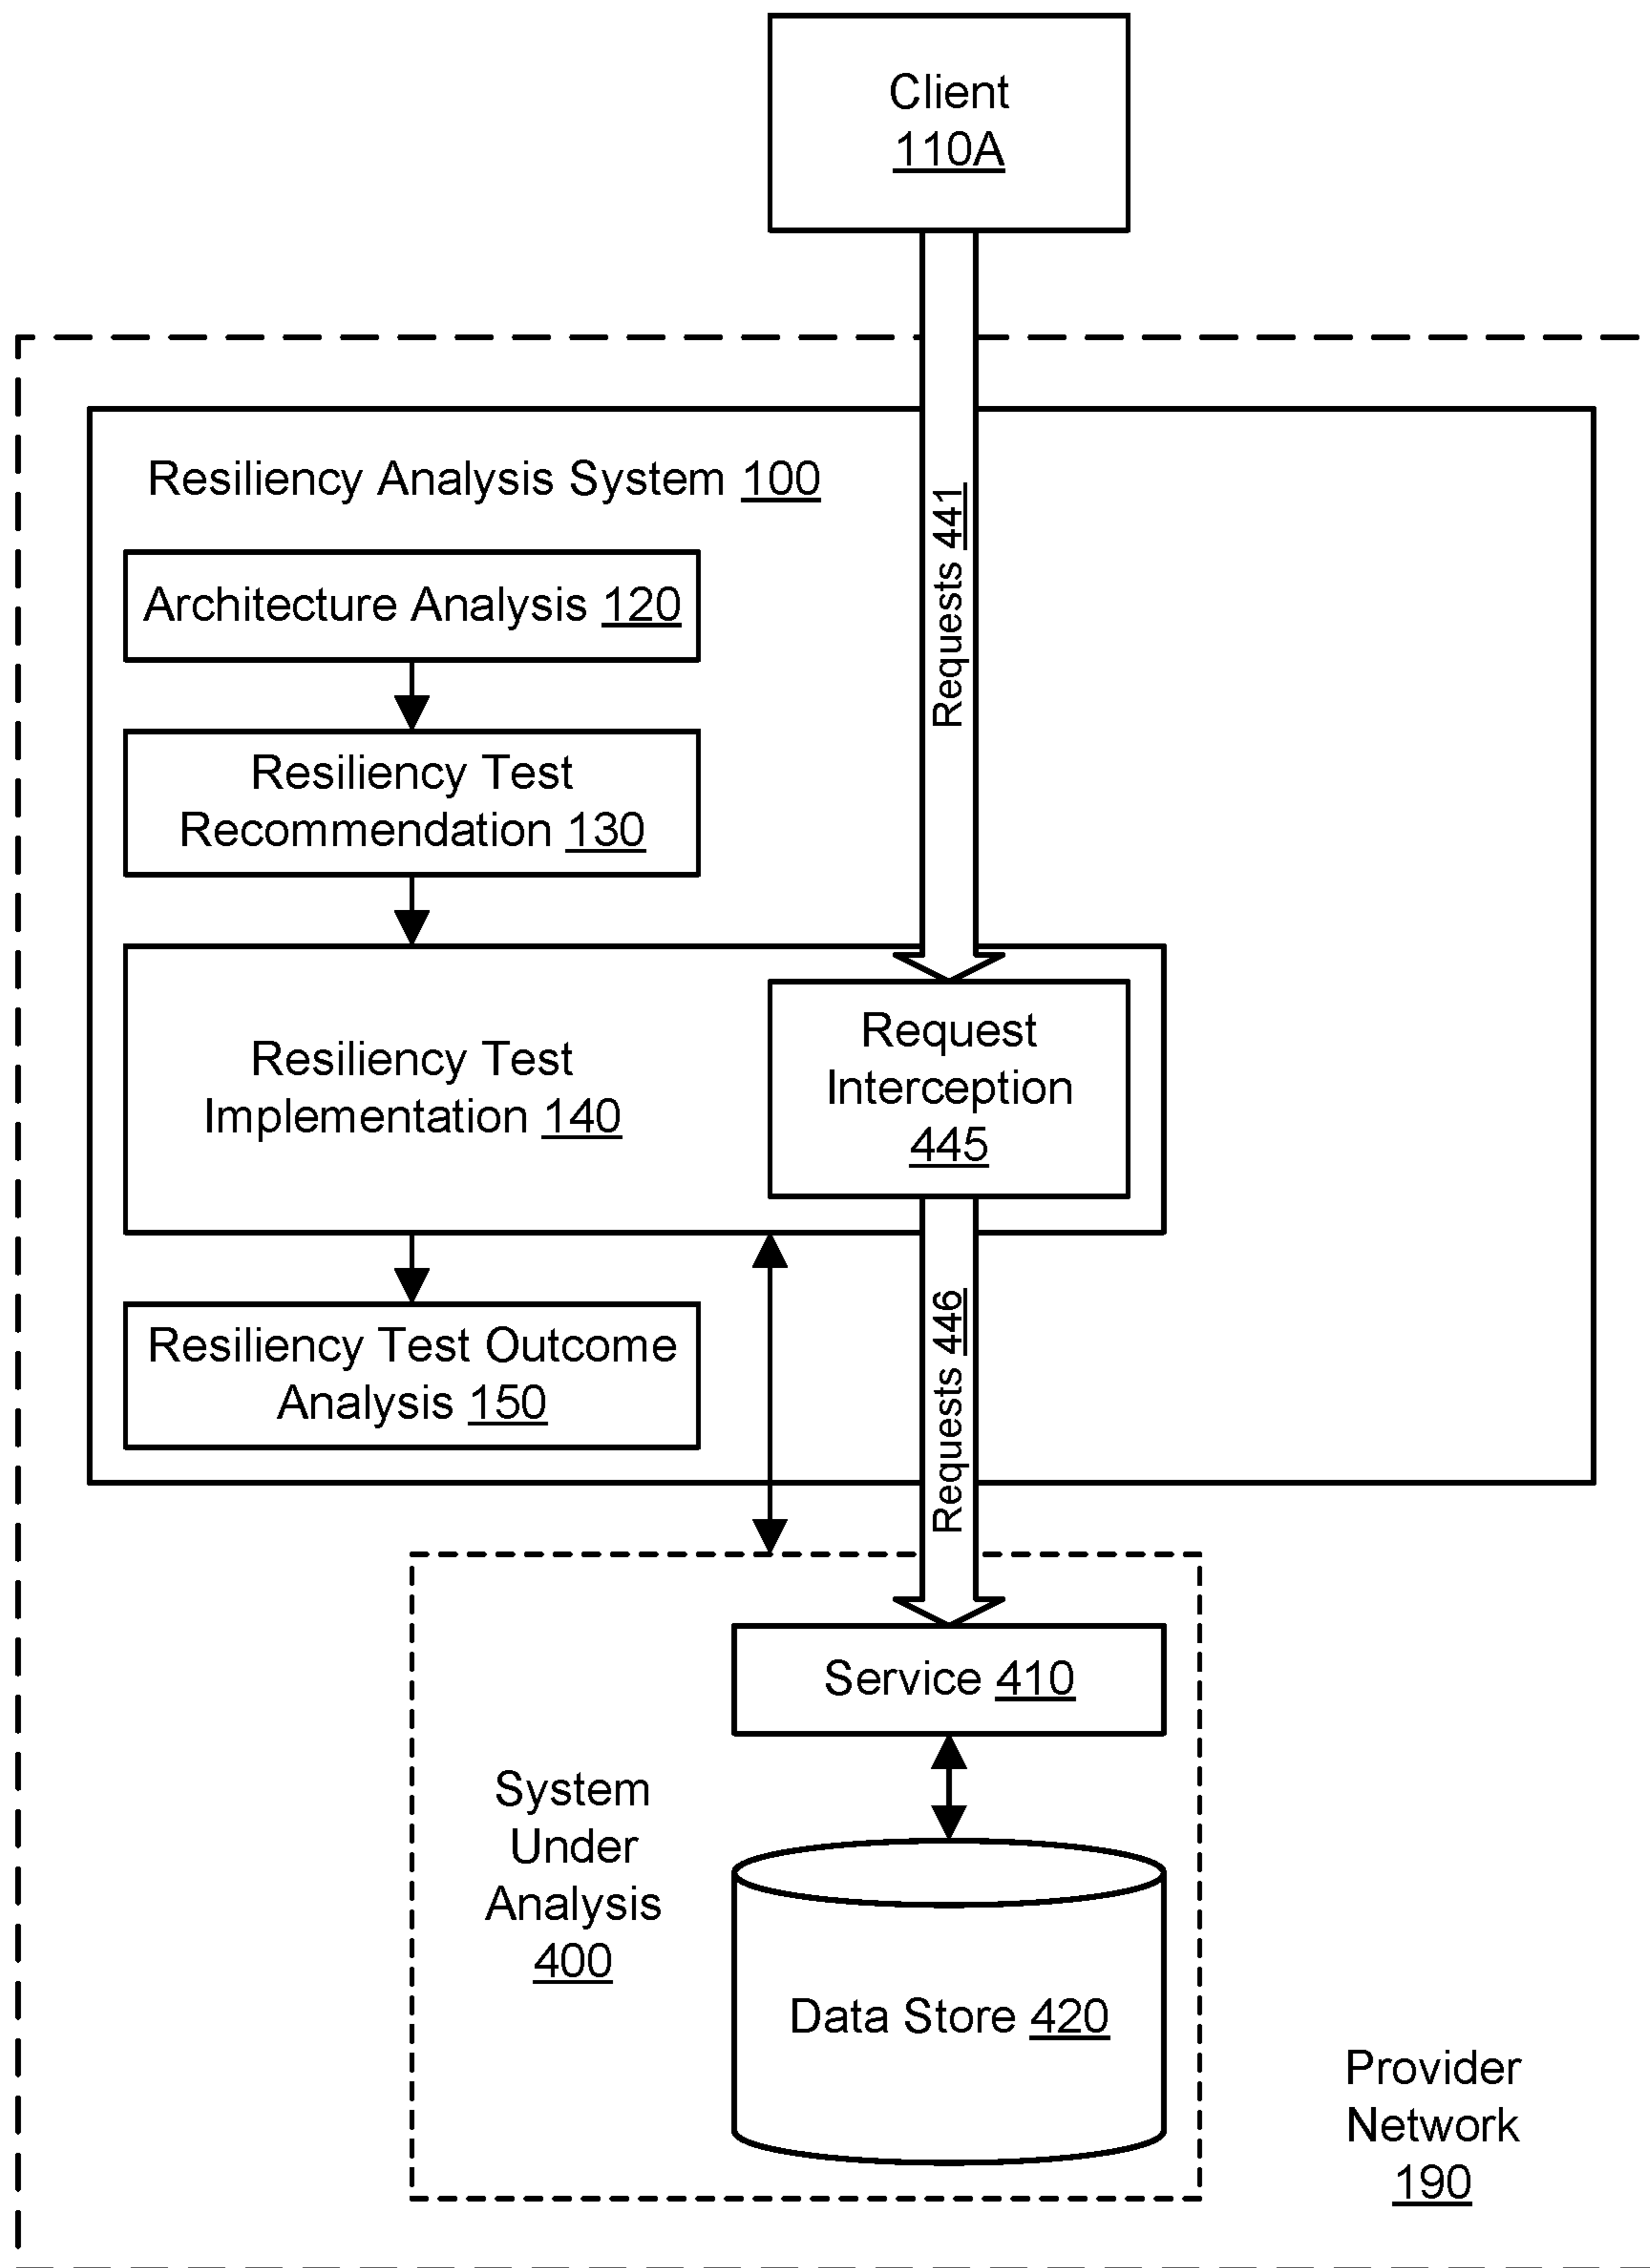 Client
110A
Resiliency Analysis System 100
Requests 441
Architecture Analysis 120
Resiliency Test
Recommendation 130
Resiliency Test
Implementation 140
Request
Interception
445
Resiliency Test Outcome
Analysis 150
Requests 446
Service 410
System
Under
Analysis
400
Data Store 420
Provider
Network
190